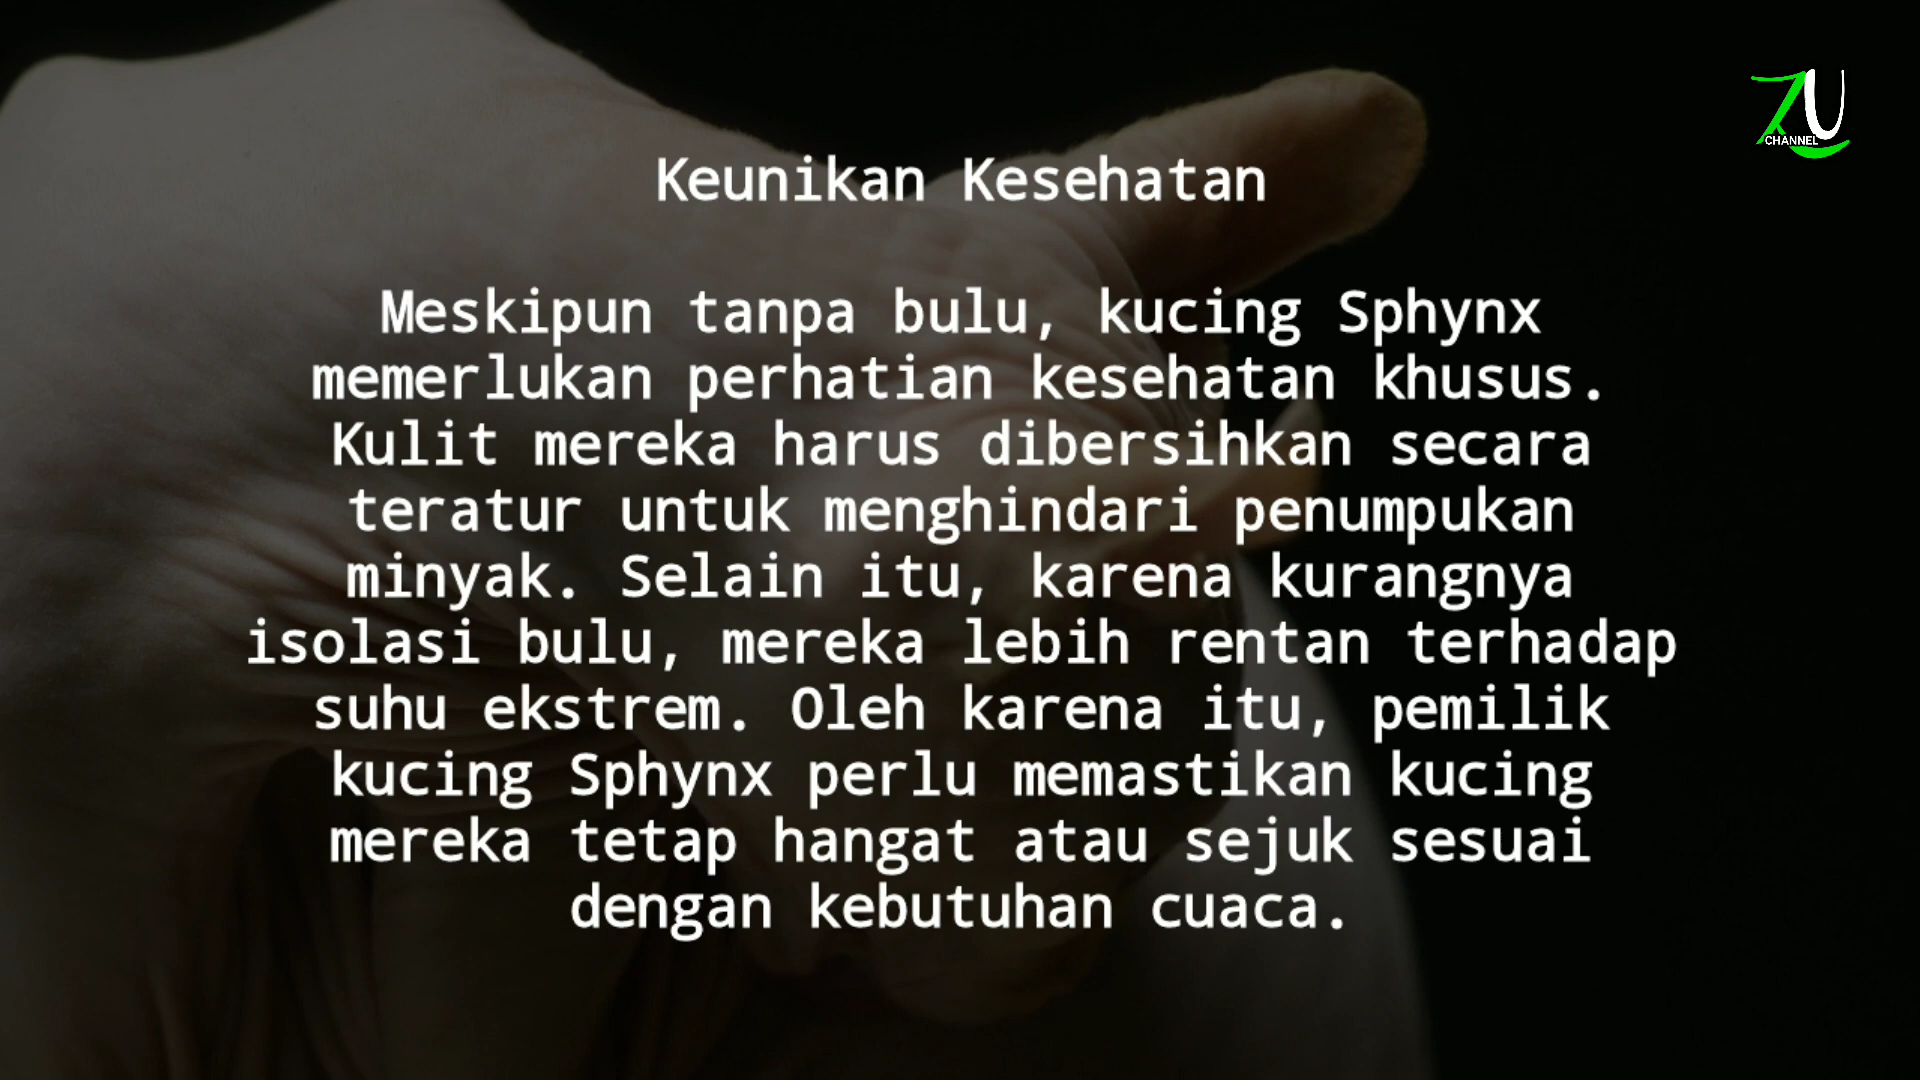 ZU
CHANNEL
Keunikan Kesehatan
Meskipun tanpa bulu, kucing Sphynx
memerlukan perhatian kesehatan khusus.
Kulit mereka harus dibersihkan secara
teratur untuk menghindari penumpukan
minyak. Selain itu, karena kurangnya
isolasi bulu, mereka lebih rentan terhadap
suhu ekstrem. Oleh karena itu, pemilik
kucing Sphynx perlu memastikan kucing
mereka tetap hangat atau sejuk sesuai
dengan kebutuhan cuaca.